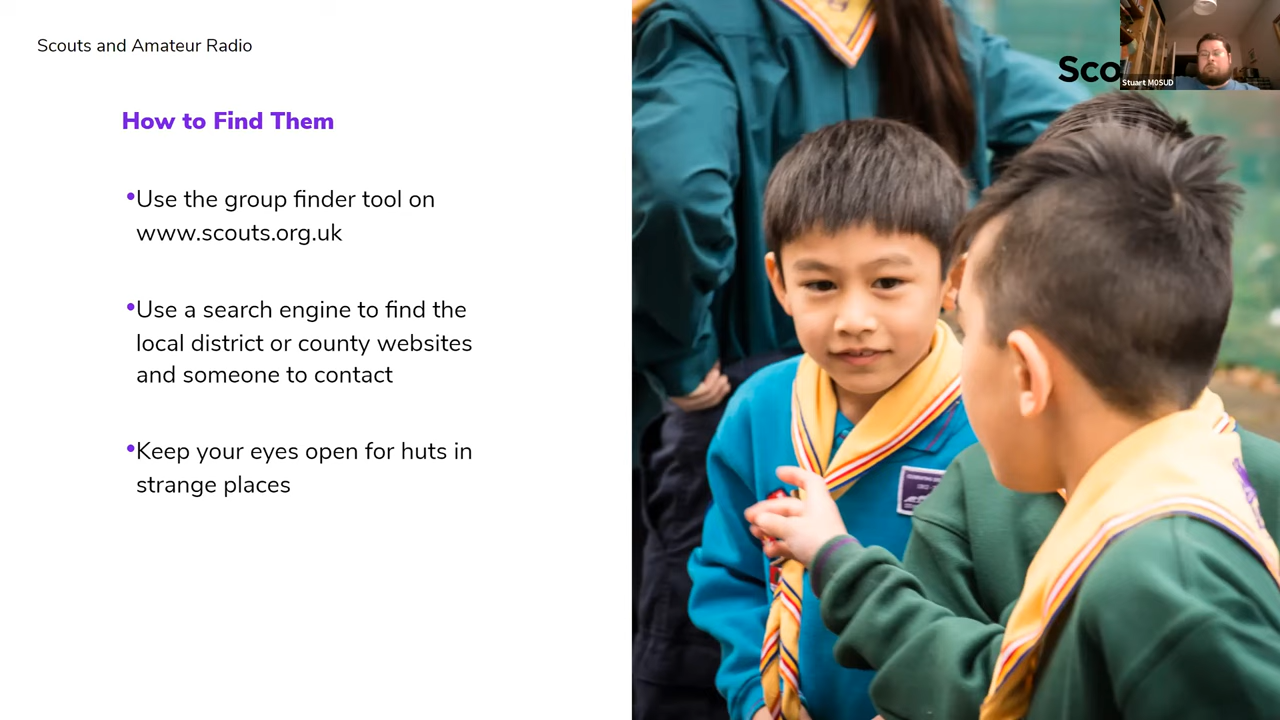 Scouts and Amateur Radio
Sco
Stuart M0SUD
How to Find Them
•Use the group finder tool on
www.scouts.org.uk
•Use a search engine to find the
local district or county websites
and someone to contact
•Keep your eyes open for huts in
strange places